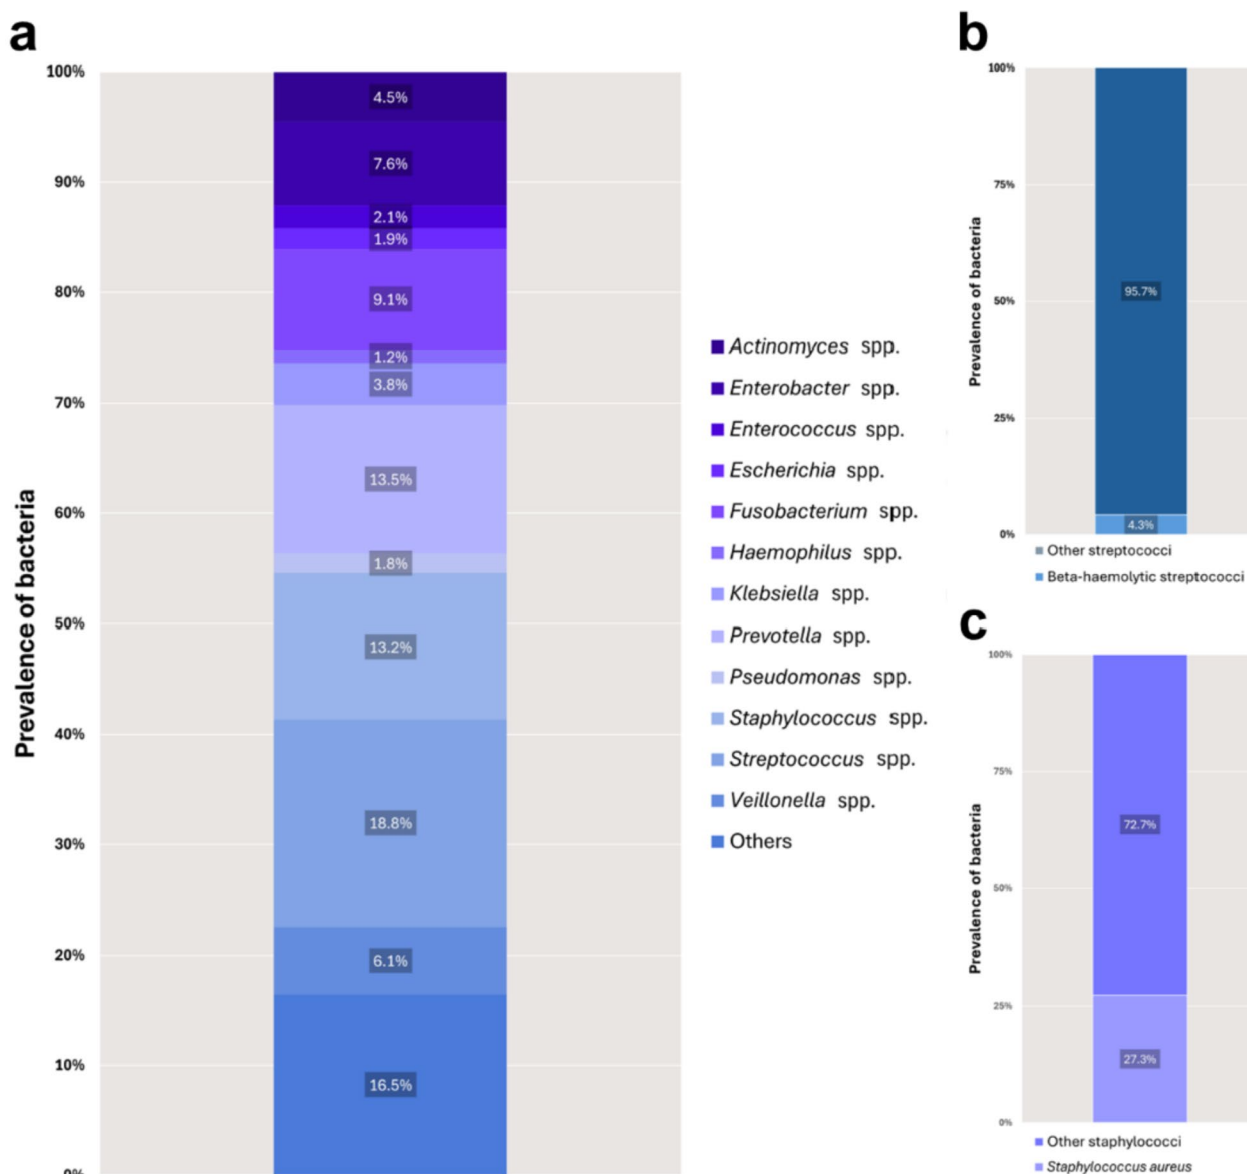 a
100%
90%
80%
70%
60%
50%
40%
30%
20%
10%
0%
Prevalence of bacteria
4.5%
7.6%
2.1%
1.9%
9.1%
1.2%
3.8%
13.5%
1.8%
13.2%
18.8%
6.1%
16.5%
Actinomyces spp.
Enterobacter spp.
Enterococcus spp.
Escherichia spp.
Fusobacterium spp.
Haemophilus spp.
Klebsiella spp.
Prevotella spp.
Pseudomonas spp.
Staphylococcus spp.
Streptococcus spp.
Veillonella spp.
Others
b
100%
75%
50%
25%
0%
Prevalence of bacteria
95.7%
4.3%
Other streptococci
Beta-haemolytic streptococci
c
100%
75%
50%
25%
0%
Prevalence of bacteria
72.7%
27.3%
Other staphylococci
Staphylococcus aureus